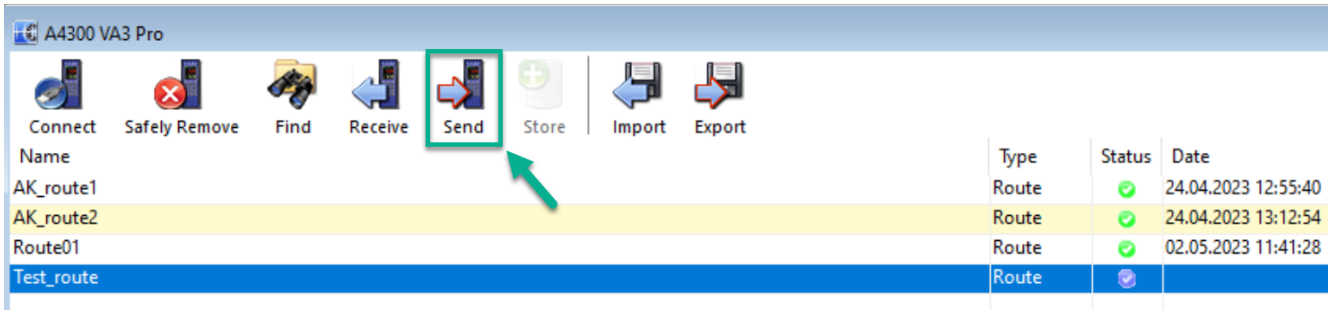 A4300 VA3 Pro
Connect Safely Remove Find Receive Send Store Import Export
Name Type Status Date
AK_route1 Route 24.04.2023 12:55:40
AK_route2 Route 24.04.2023 13:12:54
Route01 Route 02.05.2023 11:41:28
Test_route Route